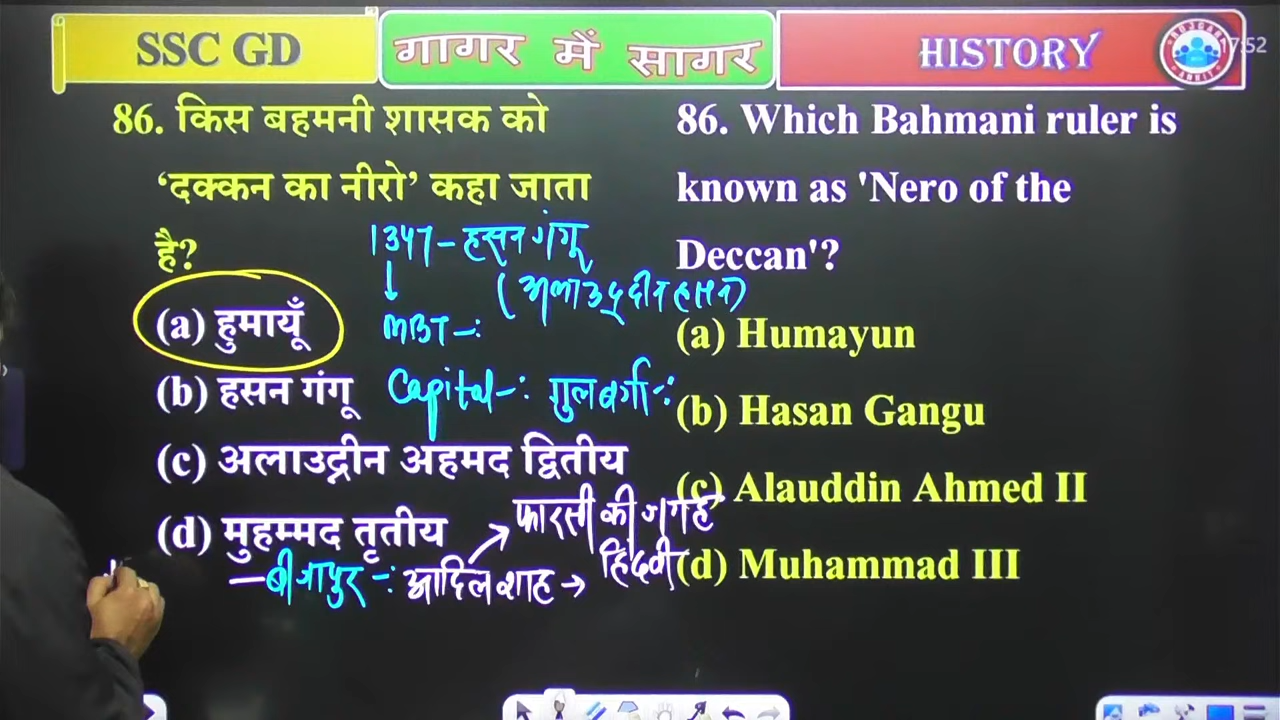 SSC GD
गागर में सागर
HISTORY
7:52
86. किस बहमनी शासक को
‘दक्कन का नीरो’ कहा जाता
है?
(a) हुमायूँ
(b) हसन गंगू
(c) अलाउद्दीन अहमद द्वितीय
(d) मुहम्मद तृतीय
1347 – हसन गंगू
(अलाउद्दीन हसन)
MBT -:
Capital -: गुलबर्गा -:
– बीजापुर -: आदिल शाह →
फारसी की जगह
हिंदवी
86. Which Bahmani ruler is
known as 'Nero of the
Deccan'?
(a) Humayun
(b) Hasan Gangu
(c) Alauddin Ahmed II
(d) Muhammad III